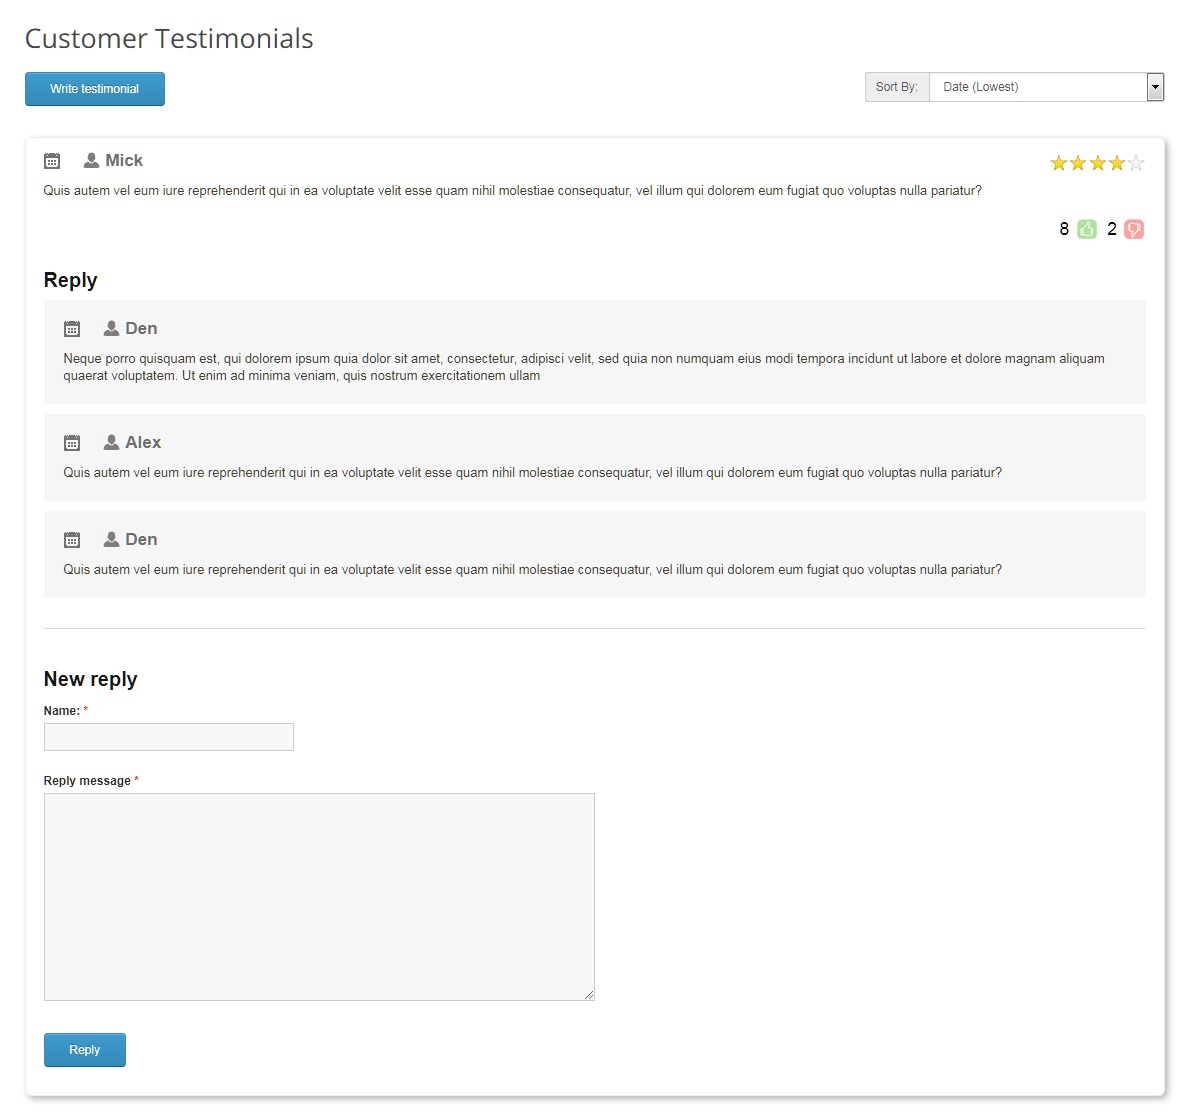 Customer Testimonials
Write testimonial
Sort By: Date (Lowest)
Mick
Quis autem vel eum iure reprehenderit qui in ea voluptate velit esse quam nihil molestiae consequatur, vel illum qui dolorem eum fugiat quo voluptas nulla pariatur?
8 2
Reply
Den
Neque porro quisquam est, qui dolorem ipsum quia dolor sit amet, consectetur, adipisci velit, sed quia non numquam eius modi tempora incidunt ut labore et dolore magnam aliquam
quaerat voluptatem. Ut enim ad minima veniam, quis nostrum exercitationem ullam
Alex
Quis autem vel eum iure reprehenderit qui in ea voluptate velit esse quam nihil molestiae consequatur, vel illum qui dolorem eum fugiat quo voluptas nulla pariatur?
Den
Quis autem vel eum iure reprehenderit qui in ea voluptate velit esse quam nihil molestiae consequatur, vel illum qui dolorem eum fugiat quo voluptas nulla pariatur?
New reply
Name: *
Reply message *
Reply